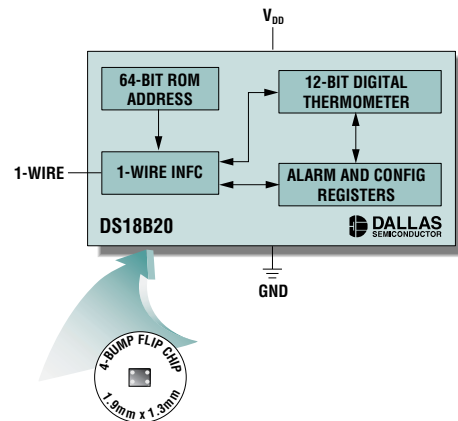 V_DD
64-BIT ROM
ADDRESS
12-BIT DIGITAL
THERMOMETER
1-WIRE
1-WIRE INFC
ALARM AND CONFIG
REGISTERS
DS18B20
DALLAS
SEMICONDUCTOR
GND
4-BUMP FLIP CHIP
1.9mm x 1.3mm